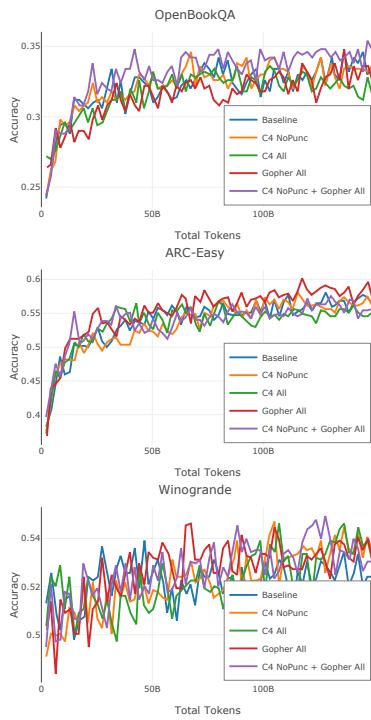 OpenBookQA
0.35
0.3
0.25
Accuracy
Baseline
C4 NoPunc
C4 All
Gopher All
C4 NoPunc + Gopher All
0
50B
100B
Total Tokens
ARC-Easy
0.6
0.55
0.5
0.45
0.4
Accuracy
Baseline
C4 NoPunc
C4 All
Gopher All
C4 NoPunc + Gopher All
0
50B
100B
Total Tokens
Winogrande
0.54
0.52
0.5
Accuracy
Baseline
C4 NoPunc
C4 All
Gopher All
C4 NoPunc + Gopher All
0
50B
100B
Total Tokens